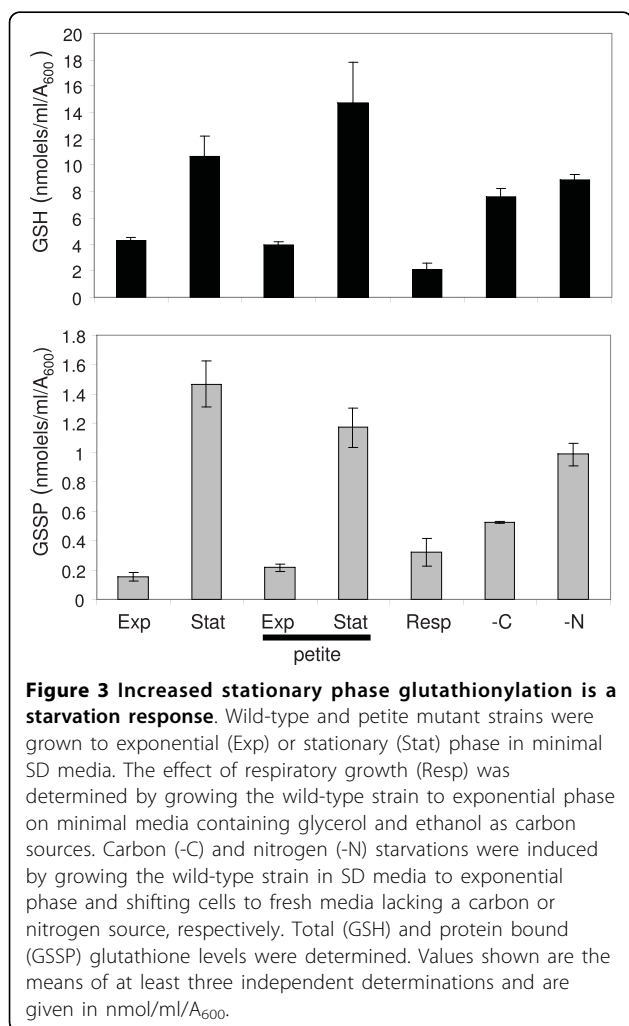 GSH (nmolels/ml/A600)
20
18
16
14
12
10
8
6
4
2
0
GSSP (nmolels/ml/A600)
1.8
1.6
1.4
1.2
1
0.8
0.6
0.4
0.2
0
Exp Stat Exp Stat Resp -C -N
petite
Figure 3 Increased stationary phase glutathionylation is a
starvation response. Wild-type and petite mutant strains were
grown to exponential (Exp) or stationary (Stat) phase in minimal
SD media. The effect of respiratory growth (Resp) was
determined by growing the wild-type strain to exponential phase
on minimal media containing glycerol and ethanol as carbon
sources. Carbon (-C) and nitrogen (-N) starvations were induced
by growing the wild-type strain in SD media to exponential
phase and shifting cells to fresh media lacking a carbon or
nitrogen source, respectively. Total (GSH) and protein bound
(GSSP) glutathione levels were determined. Values shown are the
means of at least three independent determinations and are
given in nmol/ml/A600.